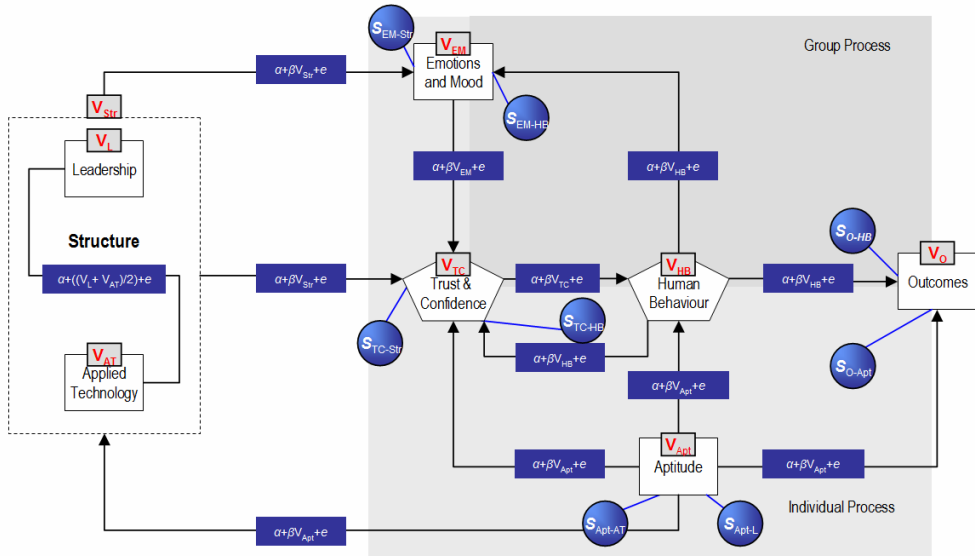 S_EM-Str
V_EM
Emotions
and Mood
Group Process
α+βV_Str+e
V_Str
S_EM-HB
V_L
Leadership
α+βV_EM+e
α+βV_HB+e
S_O-HB
Structure
V_TC
Trust &
Confidence
V_HB
Human
Behaviour
V_O
Outcomes
α+((V_L+ V_AT)/2)+e
α+βV_Str+e
α+βV_TC+e
α+βV_HB+e
S_TC-Str
S_TC-HB
α+βV_HB+e
S_O-Apt
V_AT
Applied
Technology
α+βV_Apt+e
V_Apt
Aptitude
α+βV_Apt+e
α+βV_Apt+e
S_Apt-AT
S_Apt-L
Individual Process
α+βV_Apt+e